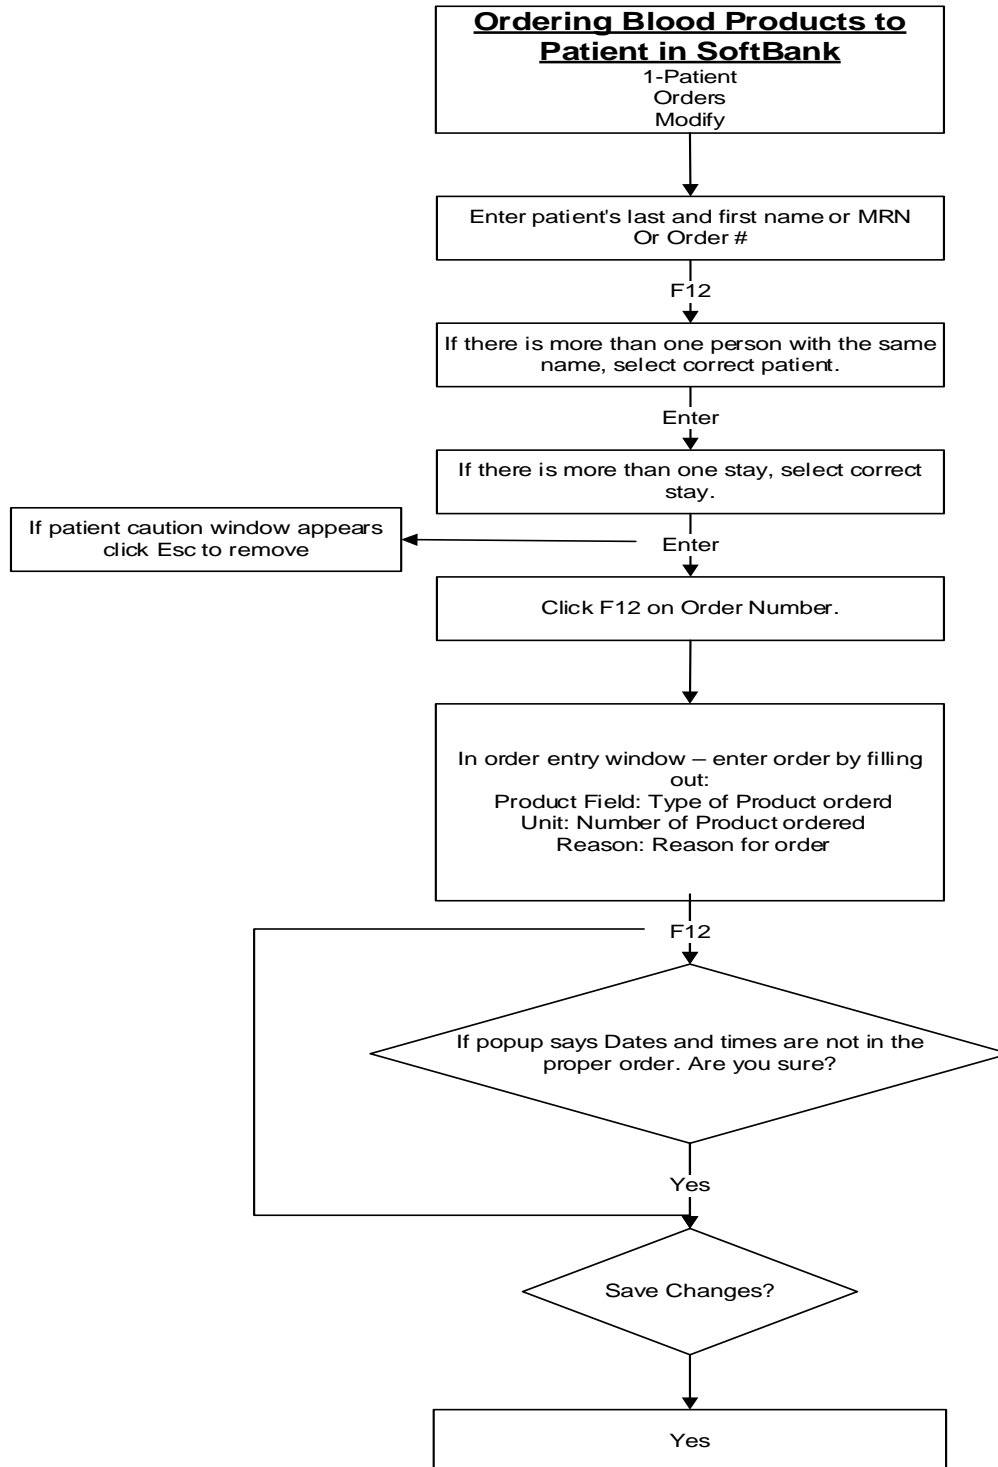 Ordering Blood Products to
Patient in SoftBank
1-Patient
Orders
Modify
Enter patient's last and first name or MRN
Or Order #
F12
If there is more than one person with the same
name, select correct patient.
Enter
If there is more than one stay, select correct
stay.
If patient caution window appears
click Esc to remove
Enter
Click F12 on Order Number.
In order entry window – enter order by filling
out:
Product Field: Type of Product orderd
Unit: Number of Product ordered
Reason: Reason for order
F12
If popup says Dates and times are not in the
proper order. Are you sure?
Yes
Save Changes?
Yes